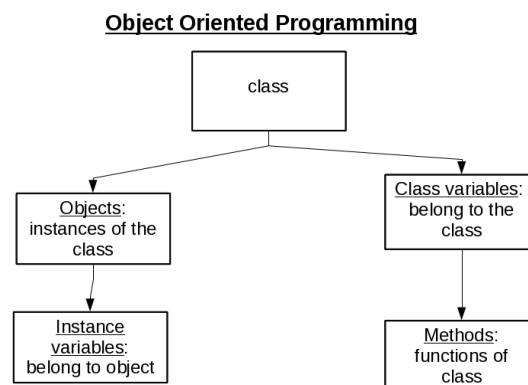 Object Oriented Programming
class
Objects:
instances of the
class
Class variables:
belong to the
class
Instance
variables:
belong to object
Methods:
functions of
class